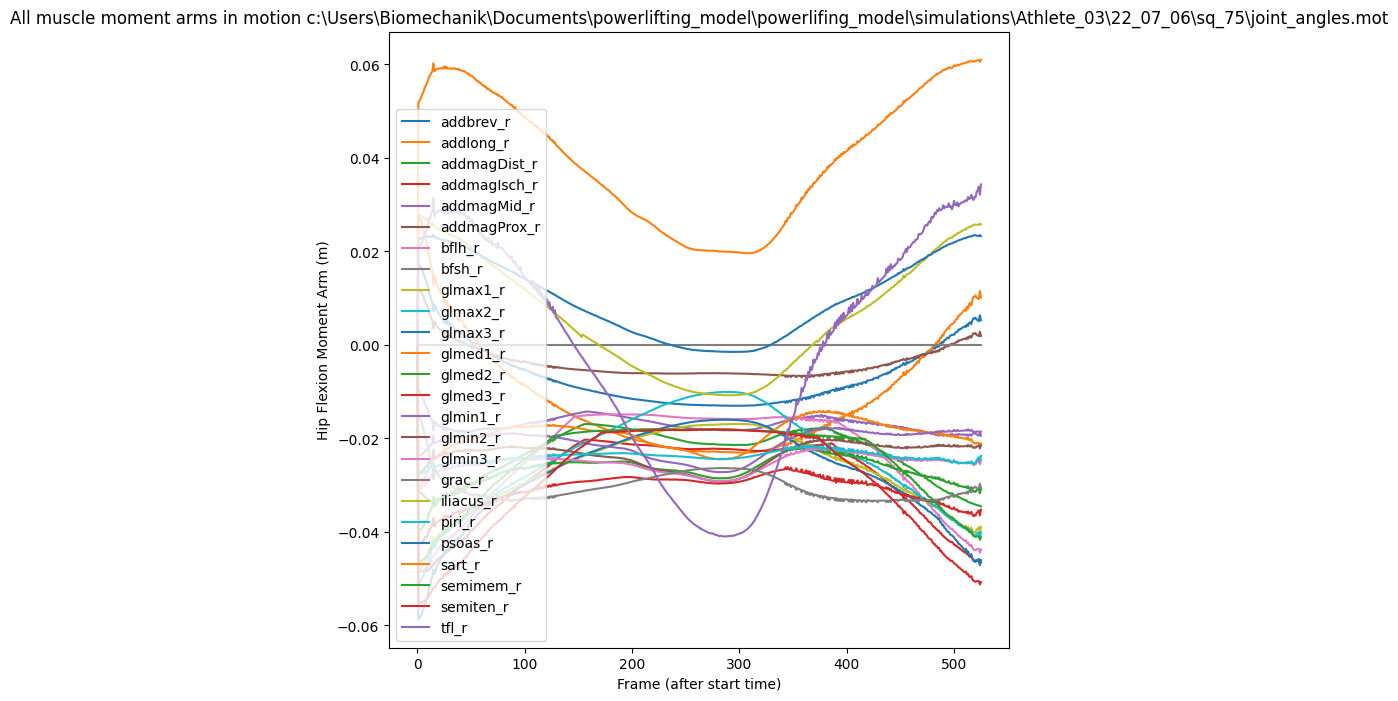 All muscle moment arms in motion c:\Users\Biomechanik\Documents\powerlifting_model\powerlifing_model\simulations\Athlete_03\22_07_06\sq_75\joint_angles.mot
Hip Flexion Moment Arm (m)
0.06
0.04
0.02
0.00
−0.02
−0.04
−0.06
addbrev_r
addlong_r
addmagDist_r
addmagIsch_r
addmagMid_r
addmagProx_r
bflh_r
bfsh_r
glmax1_r
glmax2_r
glmax3_r
glmed1_r
glmed2_r
glmed3_r
glmin1_r
glmin2_r
glmin3_r
grac_r
iliacus_r
piri_r
psoas_r
sart_r
semimem_r
semiten_r
tfl_r
0 100 200 300 400 500
Frame (after start time)